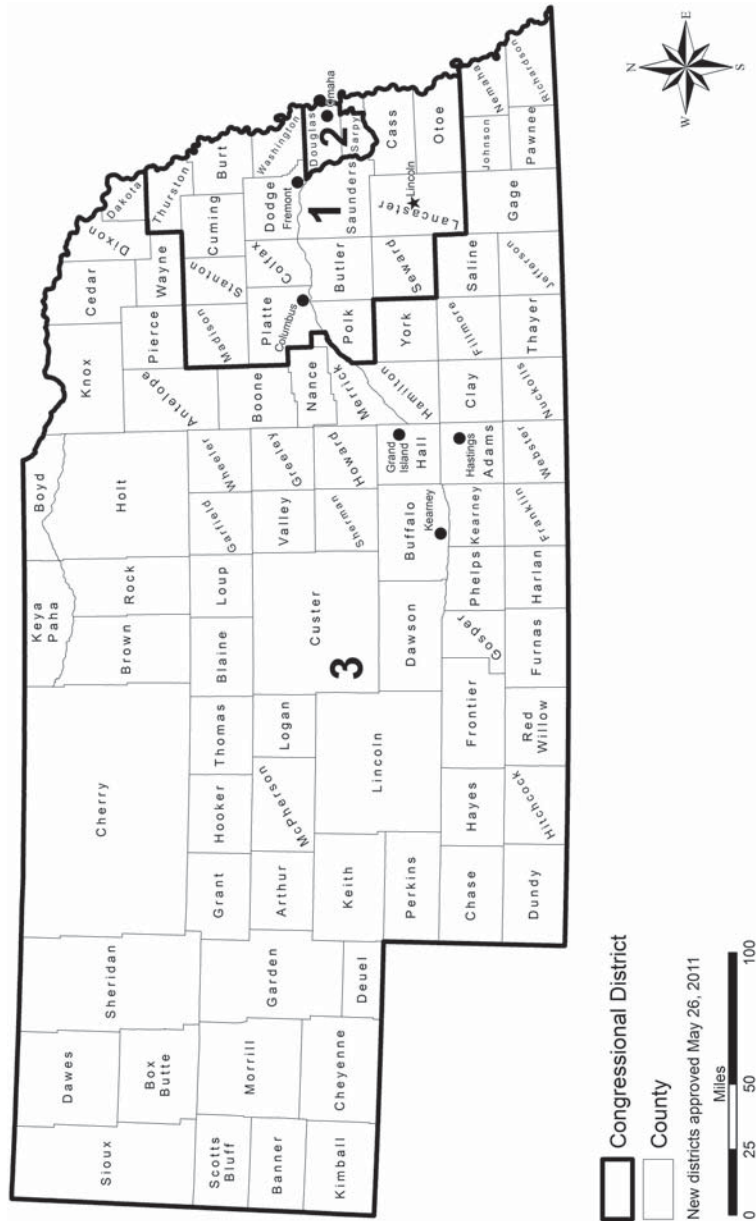 Sioux
Dawes
Box
Butte
Sheridan
Scotts
Bluff
Banner
Kimball
Morrill
Cheyenne
Garden
Deuel
Cherry
Grant
Hooker
Thomas
Arthur
McPherson
Logan
Keith
Lincoln
Perkins
Chase
Hayes
Frontier
Dundy
Hitchcock
Red
Willow
Keya
Paha
Brown
Rock
Blaine
Loup
Custer
3
Dawson
Gosper
Phelps
Furnas
Harlan
Boyd
Holt
Garfield
Wheeler
Valley
Greeley
Sherman
Howard
Buffalo
Kearney
Grand
Island
Hall
Kearney
Hastings
Adams
Franklin
Webster
Knox
Cedar
Dixon
Dakota
Antelope
Pierce
Wayne
Thurston
Boone
Madison
Stanton
Cuming
Burt
Nance
Platte
Columbus
Colfax
Dodge
Fremont
Washington
Merrick
Polk
Butler
1
Saunders
Douglas
2
Omaha
Sarpy
Hamilton
York
Seward
Lancaster
Lincoln
Cass
Otoe
Clay
Fillmore
Saline
Gage
Johnson
Nemaha
Nuckolls
Thayer
Jefferson
Pawnee
Richardson
N
E
S
W
Congressional District
County
New districts approved May 26, 2011
Miles
0 25 50 100